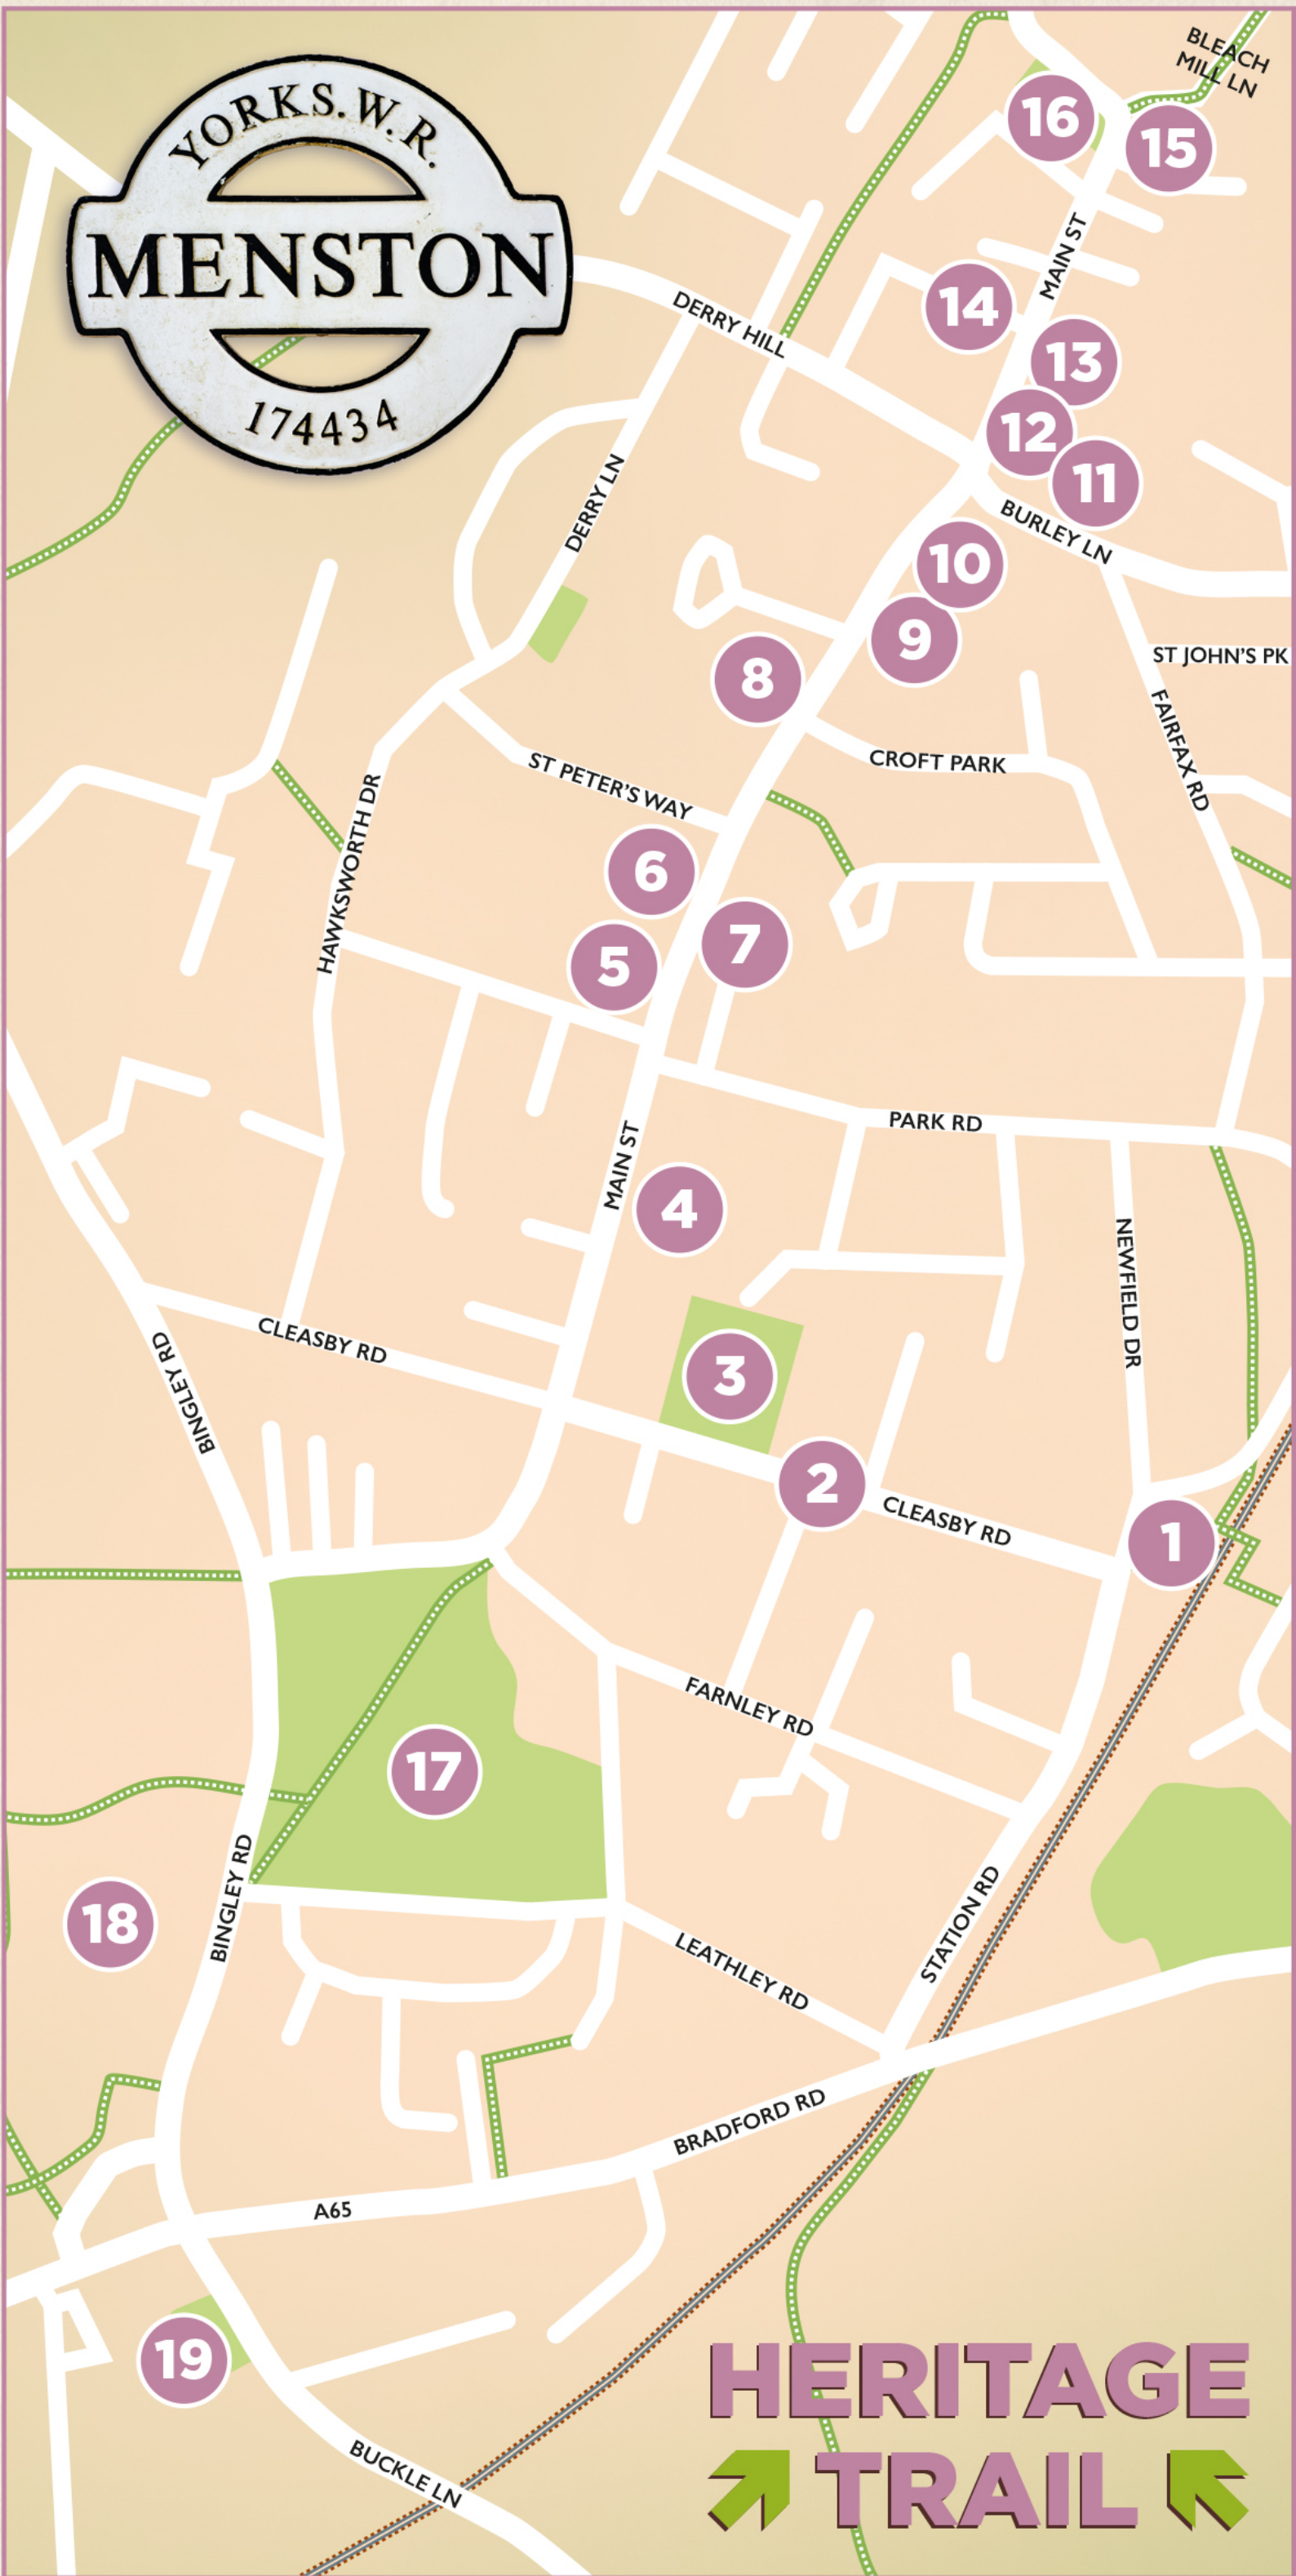 YORKS.W.R.
MENSTON
174434
BLEACH
MILL LN
16
15
MAIN ST
14
DERRY HILL
13
12
11
DERRY LN
BURLEY LN
10
9
ST JOHN'S PK
8
FAIRFAX RD
CROFT PARK
ST PETER'S WAY
HAWKSWORTH DR
6
7
5
PARK RD
MAIN ST
4
NEWFIELD DR
CLEASBY RD
BINGLEY RD
3
2
CLEASBY RD
1
FARNLEY RD
17
BINGLEY RD
18
STATION RD
LEATHLEY RD
BRADFORD RD
A65
19
BUCKLE LN
HERITAGE
TRAIL